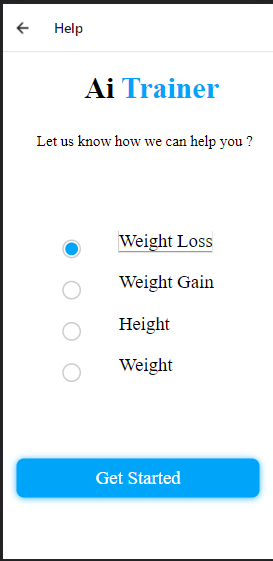 Help
Ai Trainer
Let us know how we can help you ?
Weight Loss
Weight Gain
Height
Weight
Get Started